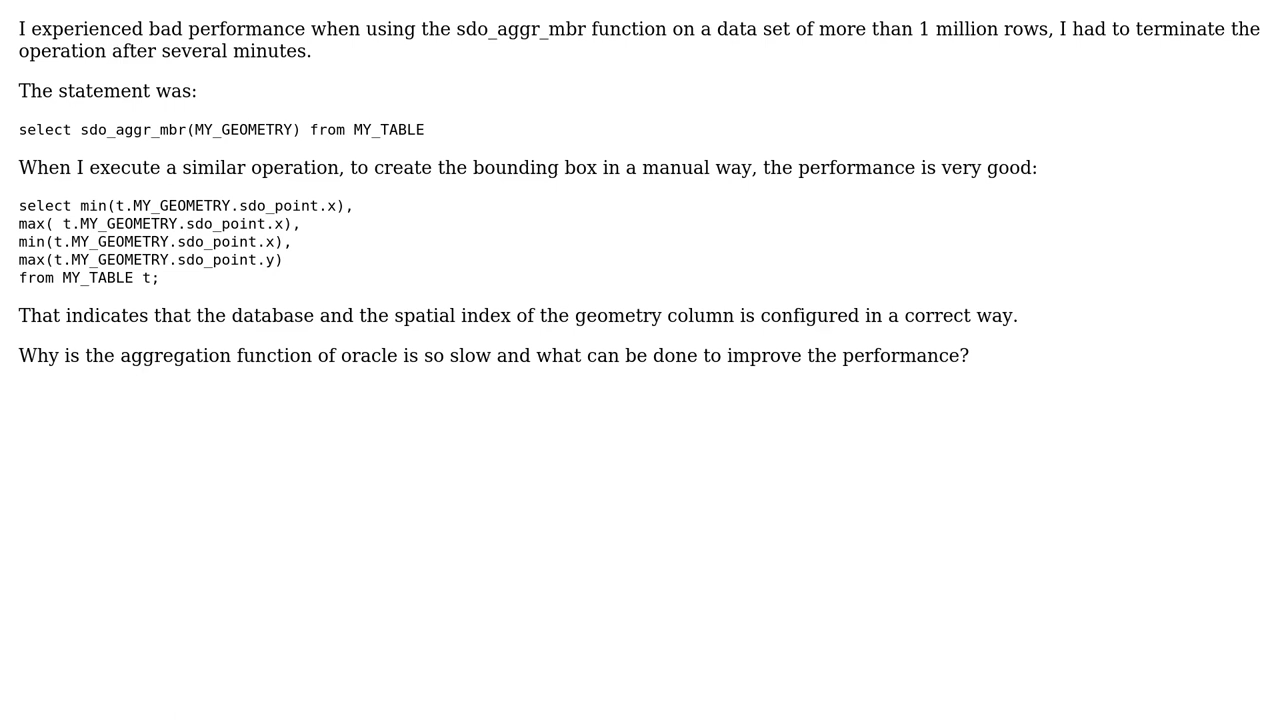 I experienced bad performance when using the sdo_aggr_mbr function on a data set of more than 1 million rows, I had to terminate the
operation after several minutes.
The statement was:
select sdo_aggr_mbr(MY_GEOMETRY) from MY_TABLE
When I execute a similar operation, to create the bounding box in a manual way, the performance is very good:
select min(t.MY_GEOMETRY.sdo_point.x),
max( t.MY_GEOMETRY.sdo_point.x),
min(t.MY_GEOMETRY.sdo_point.x),
max(t.MY_GEOMETRY.sdo_point.y)
from MY_TABLE t;
That indicates that the database and the spatial index of the geometry column is configured in a correct way.
Why is the aggregation function of oracle is so slow and what can be done to improve the performance?